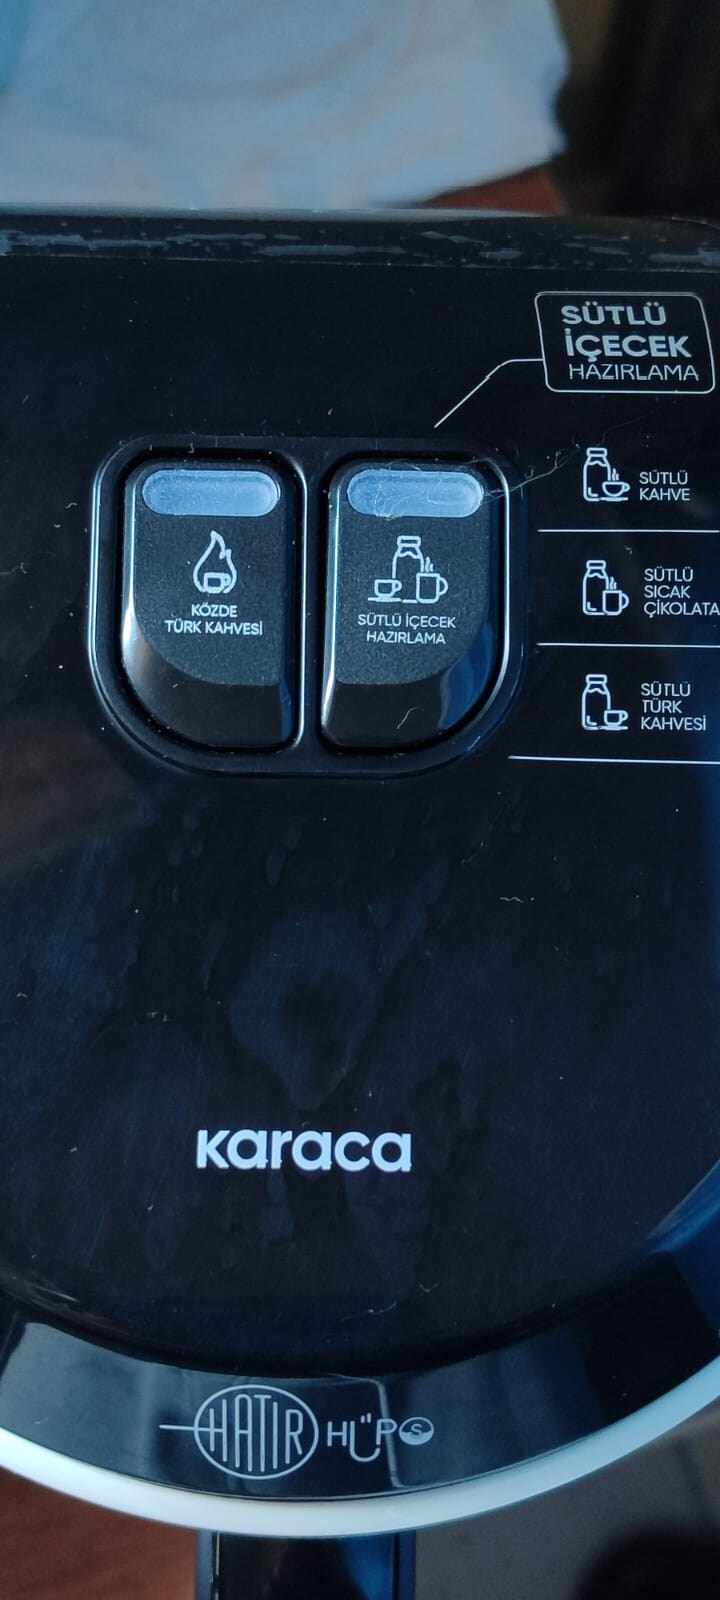 SÜTLÜ
İÇECEK
HAZIRLAMA
KÖZDE
TÜRK KAHVESİ
SÜTLÜ İÇECEK
HAZIRLAMA
SÜTLÜ
KAHVE
SÜTLÜ
SICAK
ÇİKOLATA
SÜTLÜ
TÜRK
KAHVESİ
karaca
HATIR HÜPS